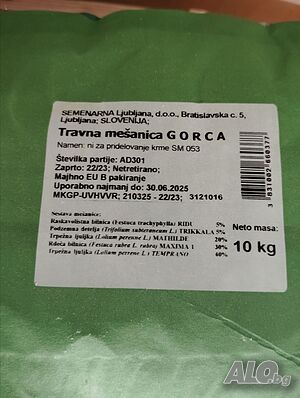 SEMENARNA Ljubljana, d.o.o., Bratislavska c. 5,
Ljubljana; SLOVENIJA;
Travna mešanica G O R C A
Namen: ni za pridelovanje krme SM 053
Številka partije: AD301
Zaprto: 22/23; Netretirano;
Majhno EU B pakiranje
Uporabno najmanj do: 30.06.2025
MKGP-UVHVVR; 210325 - 22/23; 3121016
Sestava mešanice:
Raskavolistna bilnica (Festuca trachyphylla) RIDU 5%
Podzemna detelja (Trifolium subterraneum L.) TRIKKALA 5%
Trpežna ljuljka (Lolium perenne L.) MATHILDE 20%
Rdeča bilnica (Festuca rubra L. rubra) MAXIMA 1 30%
Trpežna ljuljka (Lolium perenne L.) TEMPRANO 40%
Neto masa:
10 kg
3 831002 660377
ALO.bg